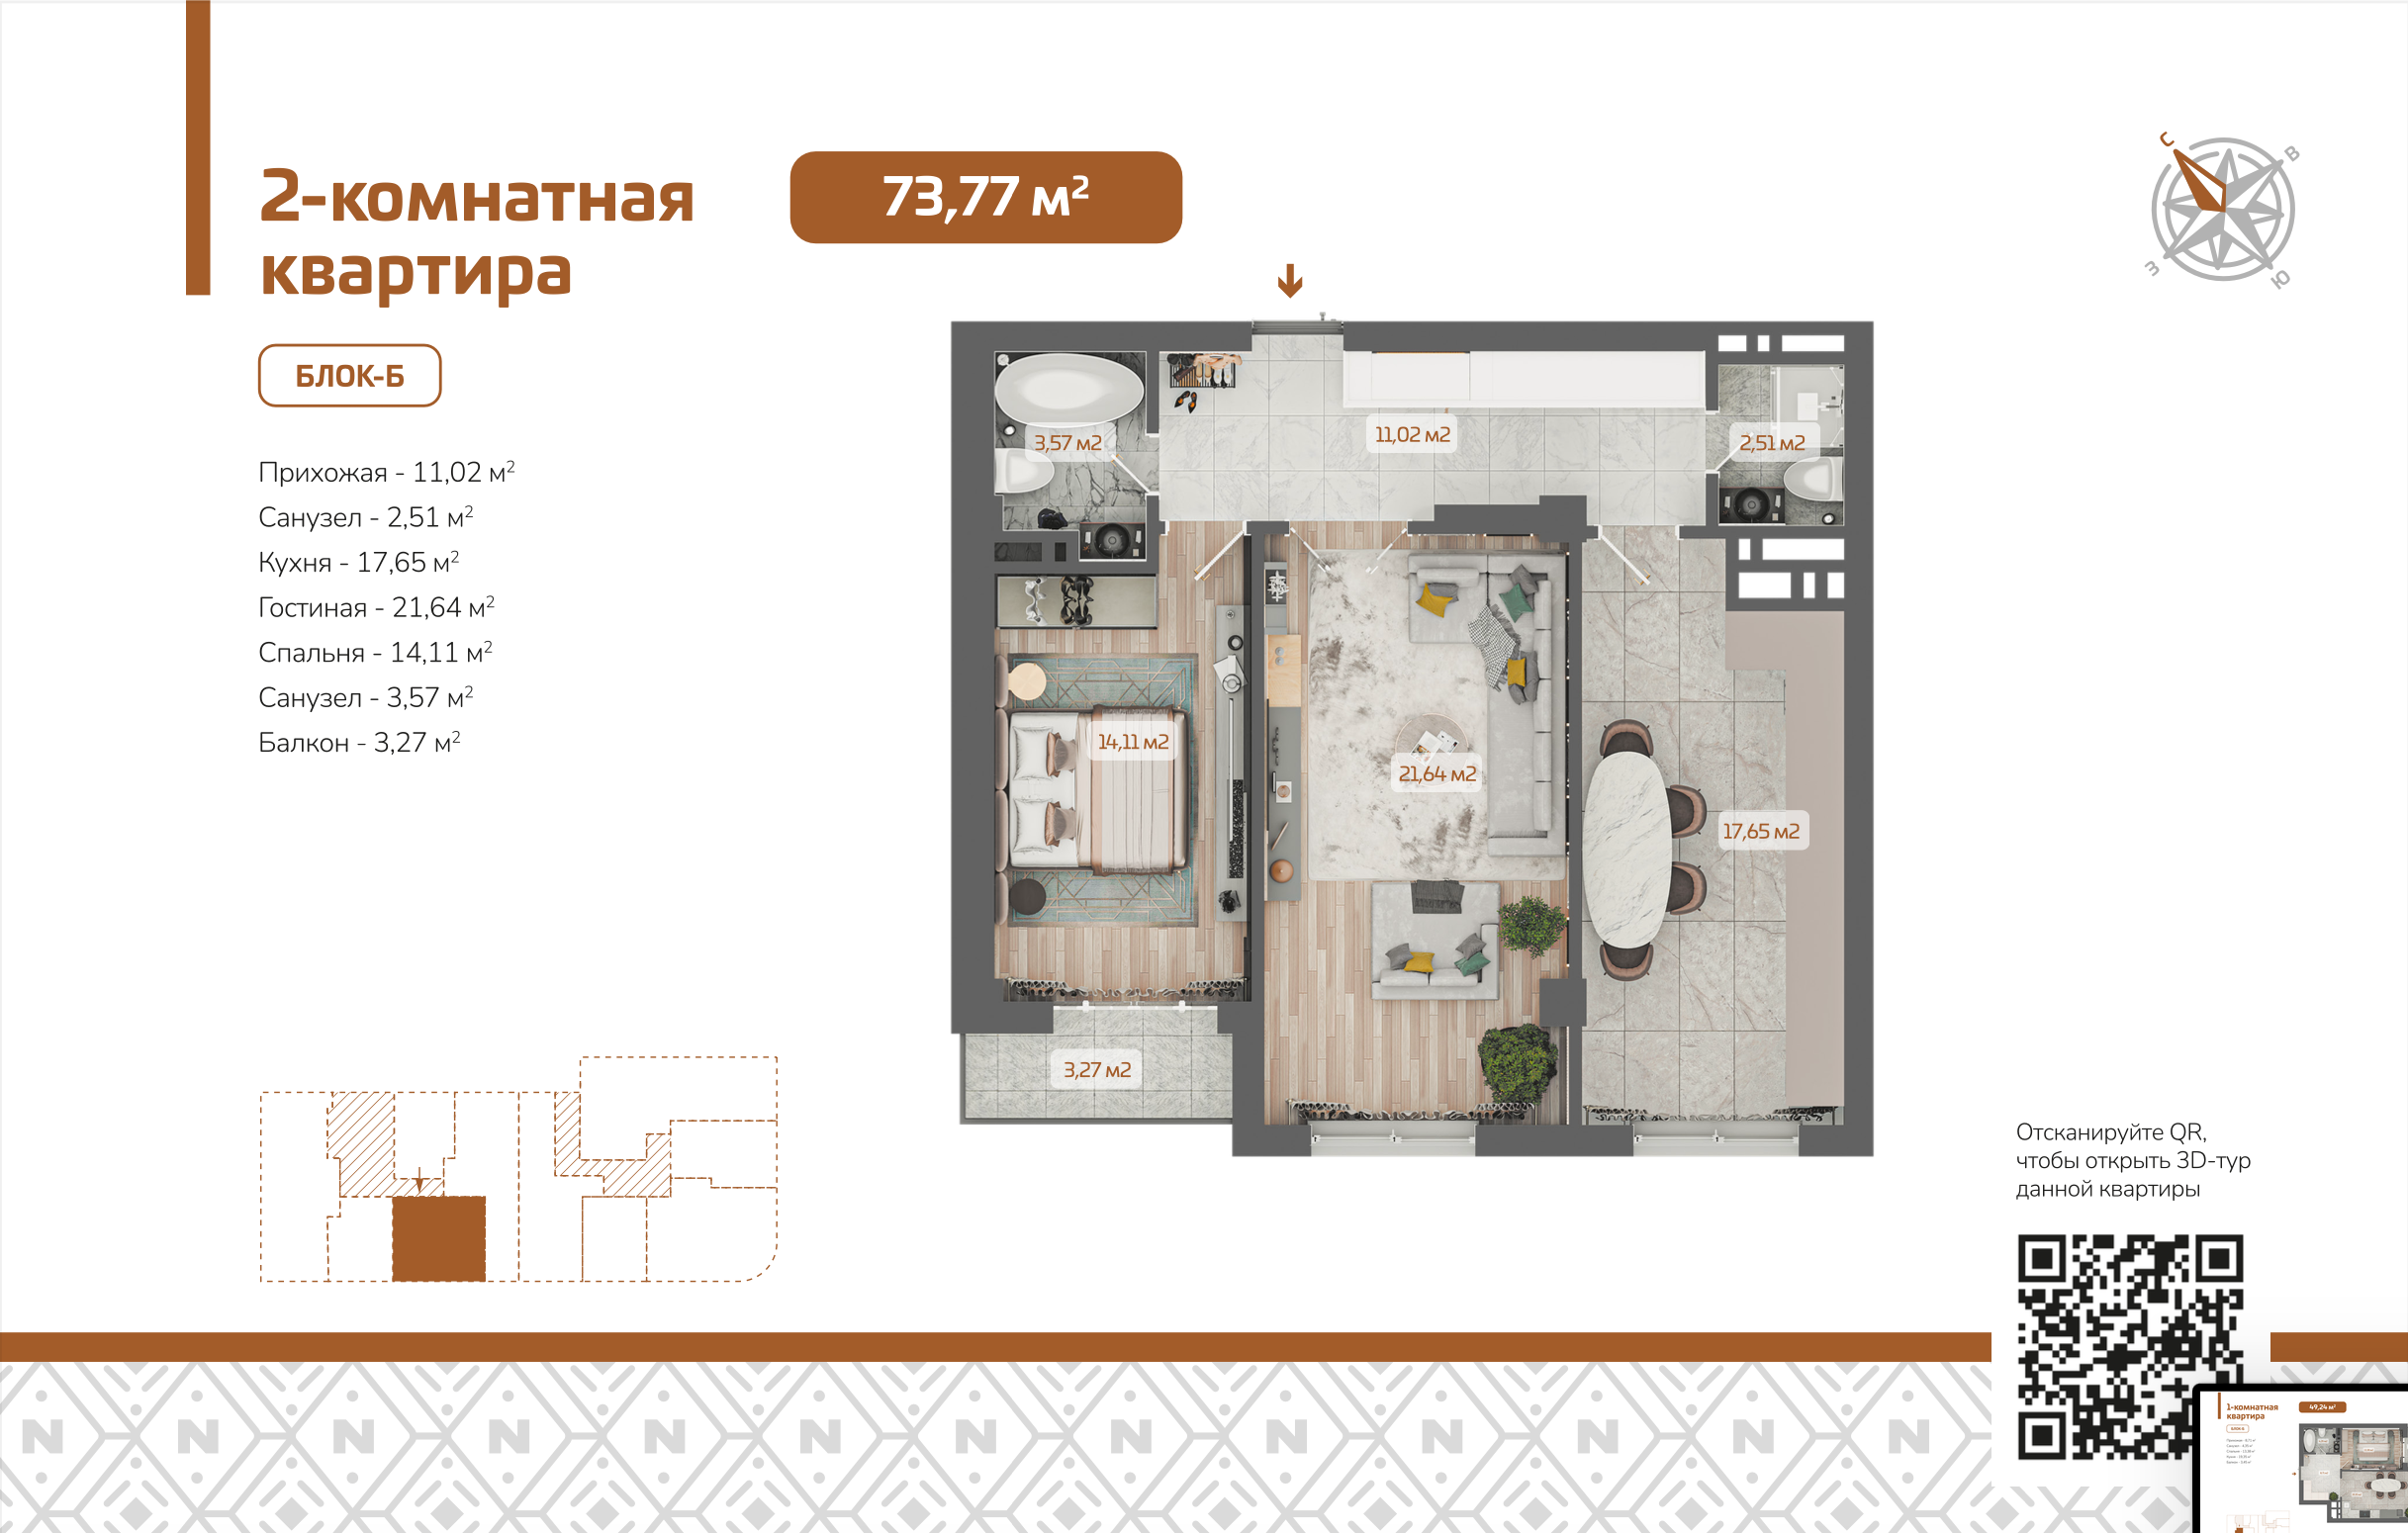 2-комнатная
квартира
73,77 м²
БЛОК-Б
Прихожая - 11,02 м²
Санузел - 2,51 м²
Кухня - 17,65 м²
Гостиная - 21,64 м²
Спальня - 14,11 м²
Санузел - 3,57 м²
Балкон - 3,27 м²
С
В
З
Ю
3,57 м2
11,02 м2
2,51 м2
14,11 м2
21,64 м2
17,65 м2
3,27 м2
Отсканируйте QR,
чтобы открыть 3D-тур
данной квартиры
N N N N N N N N N N N N N
1-комнатная
квартира
49,24 м²